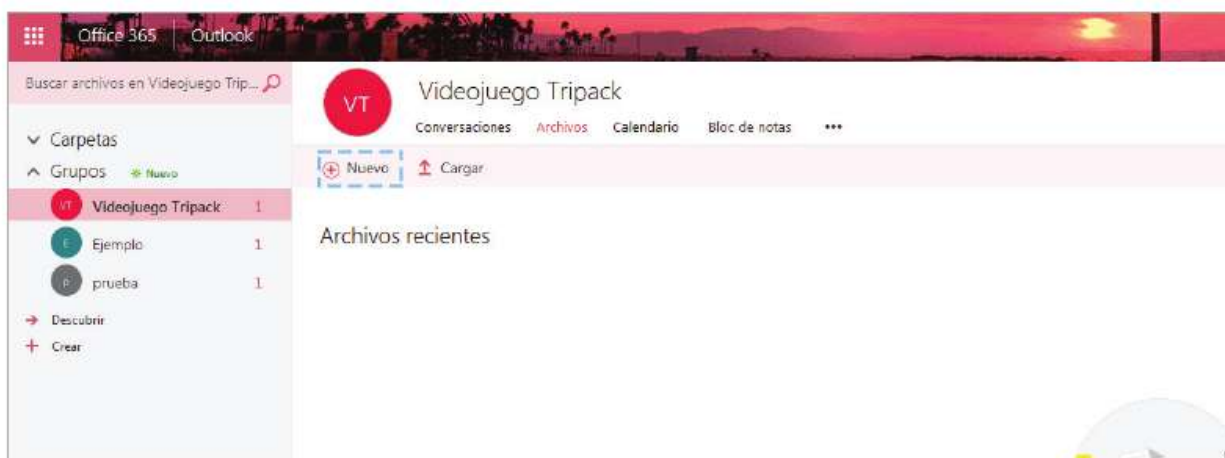 Office 365 Outlook
Buscar archivos en Videojuego Trip...
Carpetas
Grupos Nuevo
VT Videojuego Tripack 1
E Ejemplo 1
p prueba 1
Descubrir
Crear
VT
Videojuego Tripack
Conversaciones Archivos Calendario Bloc de notas •••
Nuevo Cargar
Archivos recientes